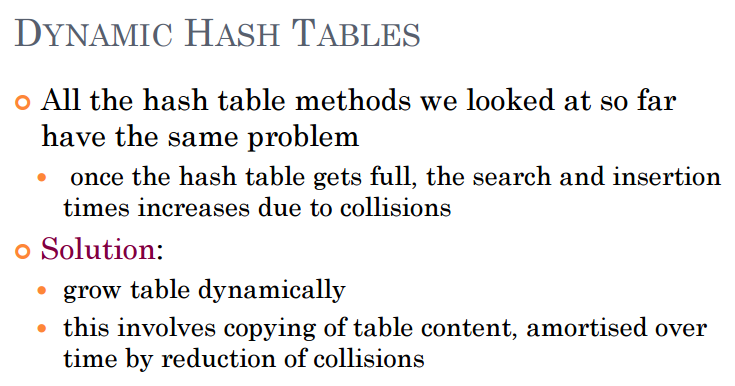 DYNAMIC HASH TABLES
All the hash table methods we looked at so far
have the same problem
once the hash table gets full, the search and insertion
times increases due to collisions
Solution:
grow table dynamically
this involves copying of table content, amortised over
time by reduction of collisions